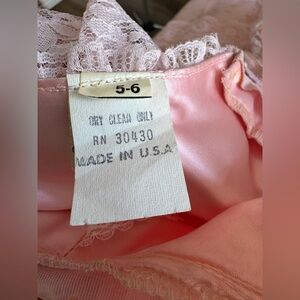 5-6
DRY CLEAN ONLY
RN 30430
MADE IN U.S.A